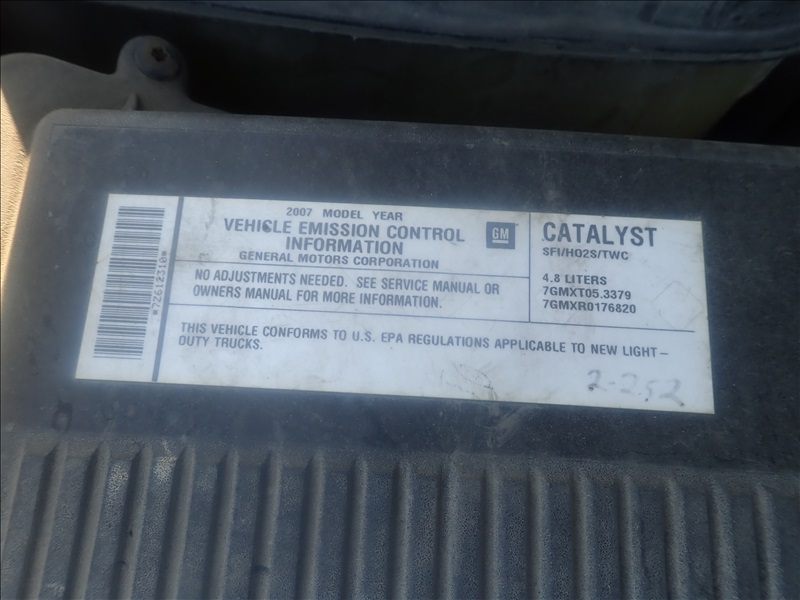 *72612310*
2007 MODEL YEAR
VEHICLE EMISSION CONTROL
INFORMATION
GENERAL MOTORS CORPORATION
GM
NO ADJUSTMENTS NEEDED. SEE SERVICE MANUAL OR
OWNERS MANUAL FOR MORE INFORMATION.
CATALYST
SFI/HO2S/TWC
4.8 LITERS
7GMXT05.3379
7GMXR0176820
THIS VEHICLE CONFORMS TO U.S. EPA REGULATIONS APPLICABLE TO NEW LIGHT-
DUTY TRUCKS.
2-252